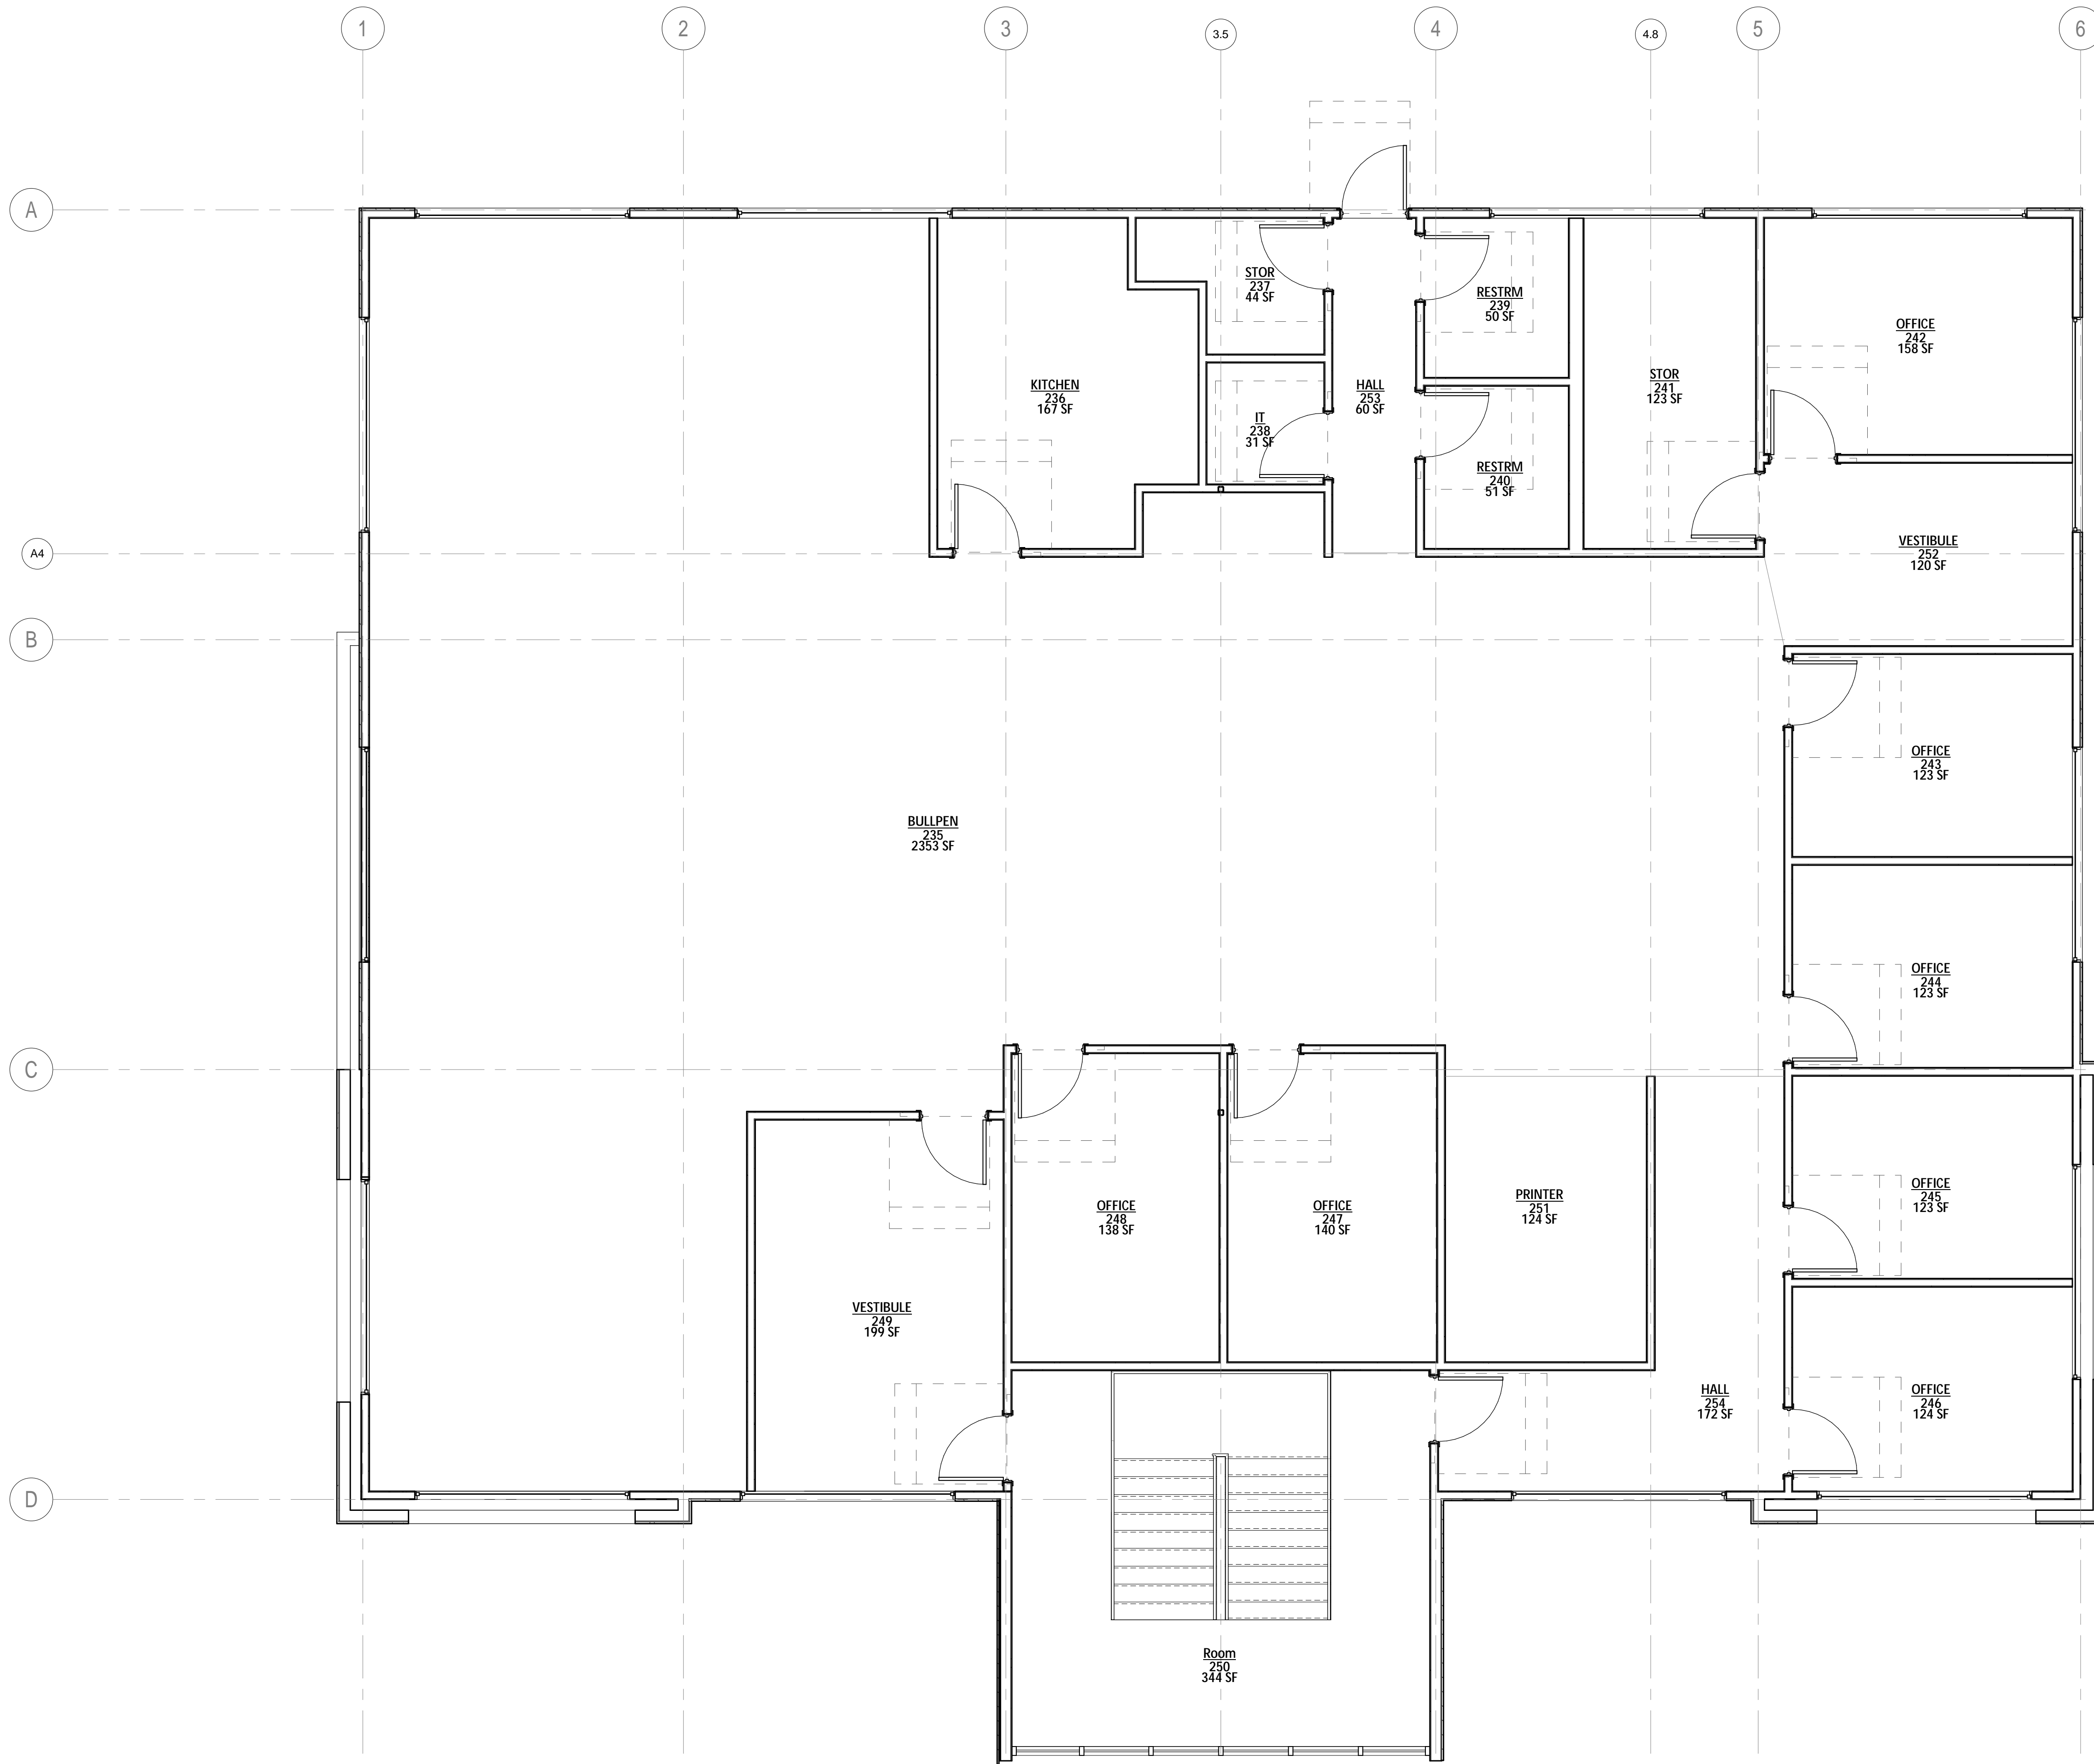 1
2
3
3.5
4
4.8
5
6
A
STOR
237
44 SF
RESTRM
239
50 SF
OFFICE
242
158 SF
KITCHEN
236
167 SF
HALL
253
60 SF
STOR
241
123 SF
IT
238
31 SF
RESTRM
240
51 SF
A4
VESTIBULE
252
120 SF
B
OFFICE
243
123 SF
BULLPEN
235
2353 SF
OFFICE
244
123 SF
C
OFFICE
248
138 SF
OFFICE
247
140 SF
PRINTER
251
124 SF
OFFICE
245
123 SF
VESTIBULE
249
199 SF
HALL
254
172 SF
OFFICE
246
124 SF
D
Room
250
344 SF